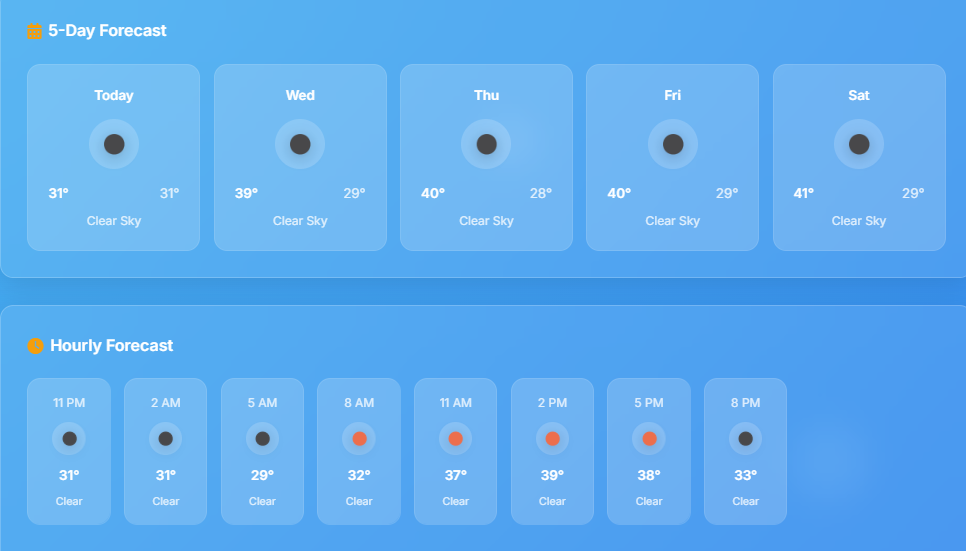 5-Day Forecast
Today Wed Thu Fri Sat
31° 31° 39° 29° 40° 28° 40° 29° 41° 29°
Clear Sky Clear Sky Clear Sky Clear Sky Clear Sky
Hourly Forecast
11 PM 2 AM 5 AM 8 AM 11 AM 2 PM 5 PM 8 PM
31° 31° 29° 32° 37° 39° 38° 33°
Clear Clear Clear Clear Clear Clear Clear Clear